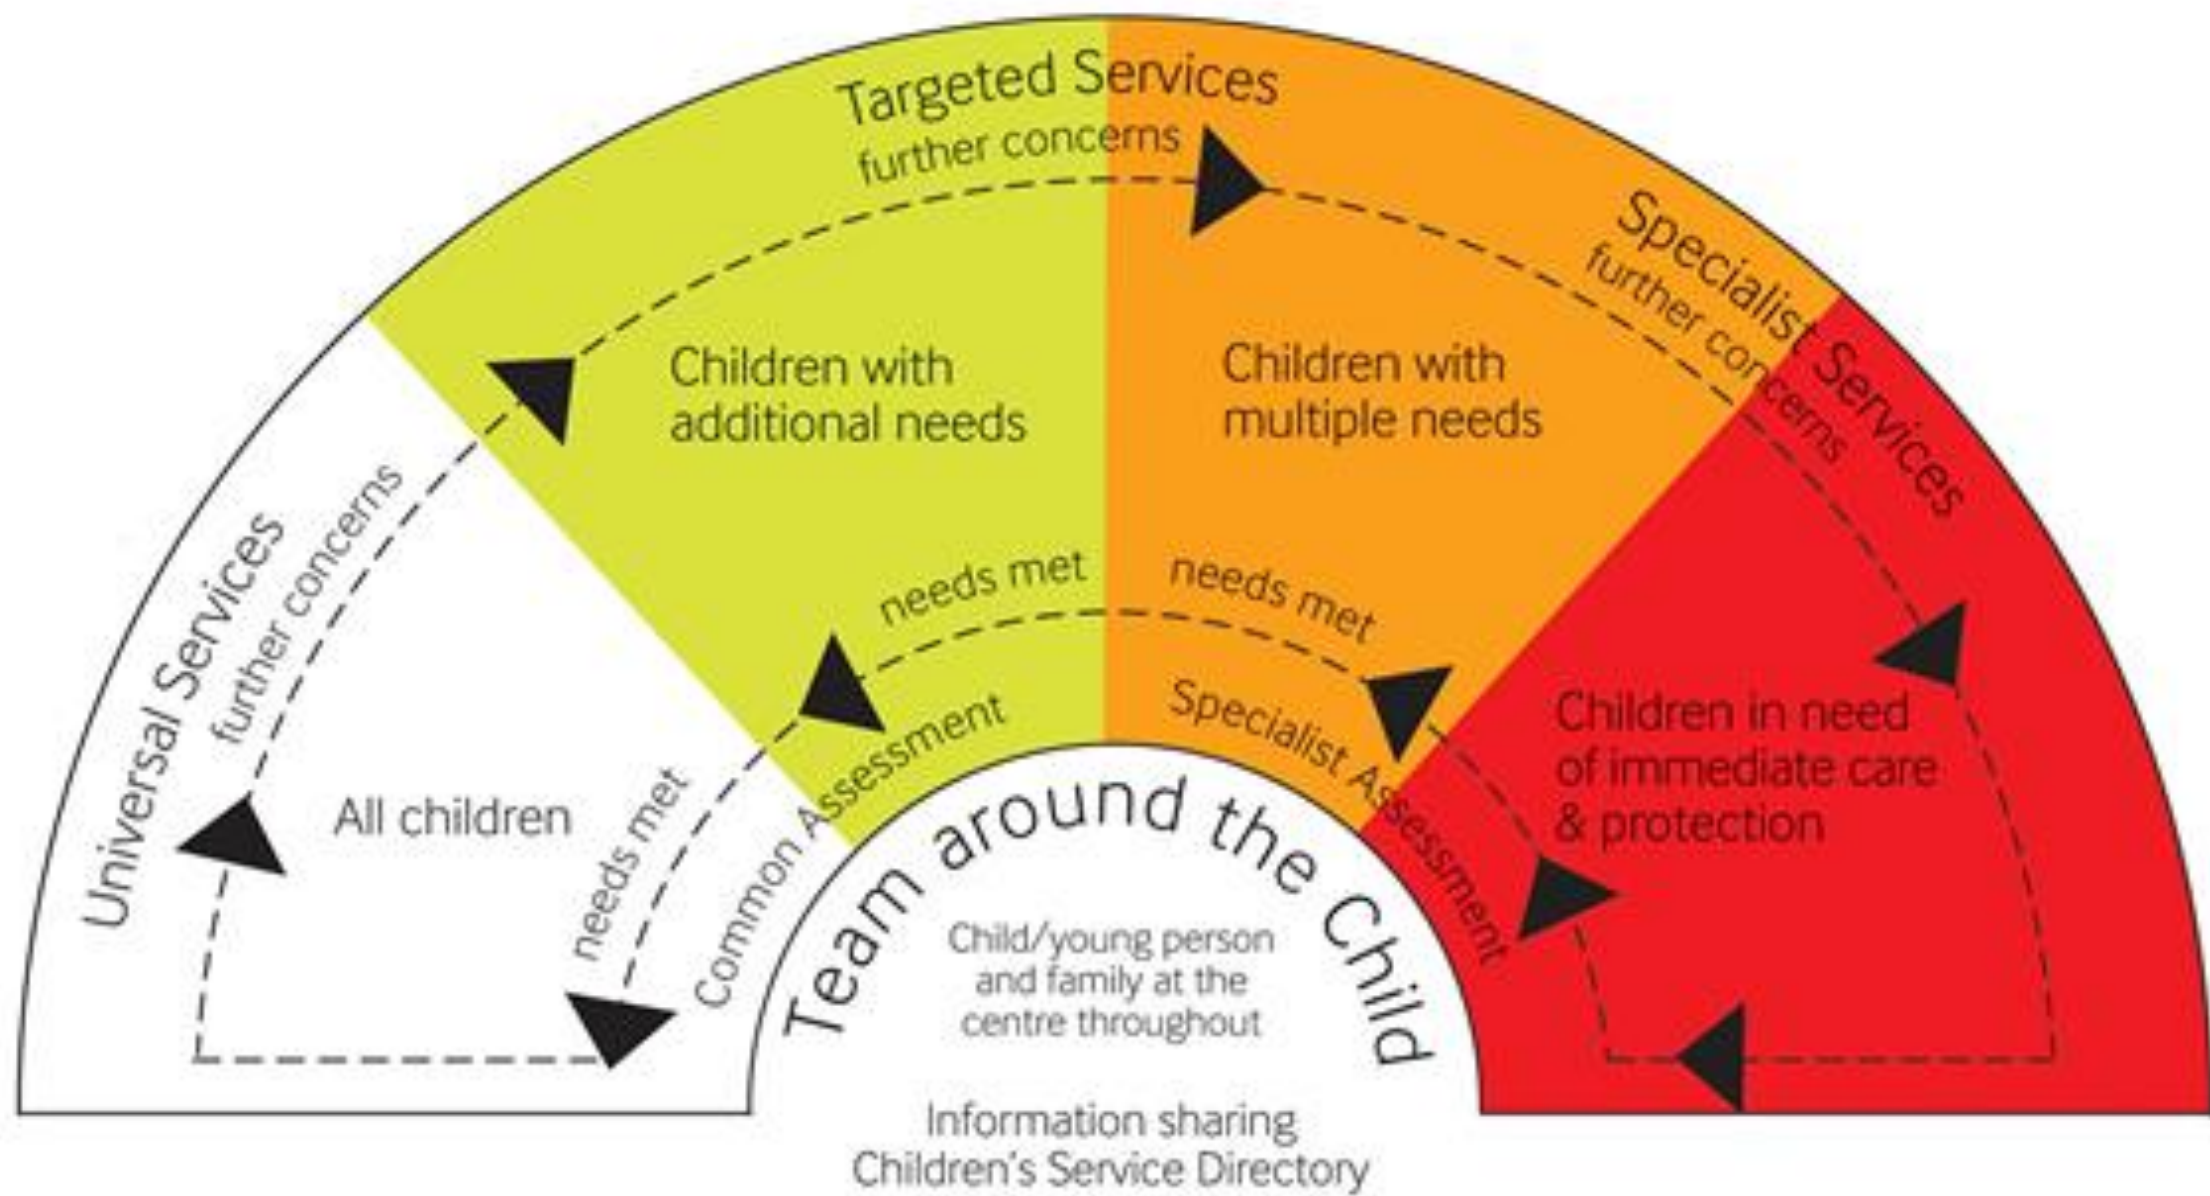 Targeted Services
further concerns
Specialist Services
further concerns
Universal Services
further concerns
Children with
additional needs
Children with
multiple needs
needs met
needs met
All children
needs met
Common Assessment
Specialist Assessment
Children in need
of immediate care
& protection
Team around the Child
Child/young person
and family at the
centre throughout
Information sharing
Children's Service Directory